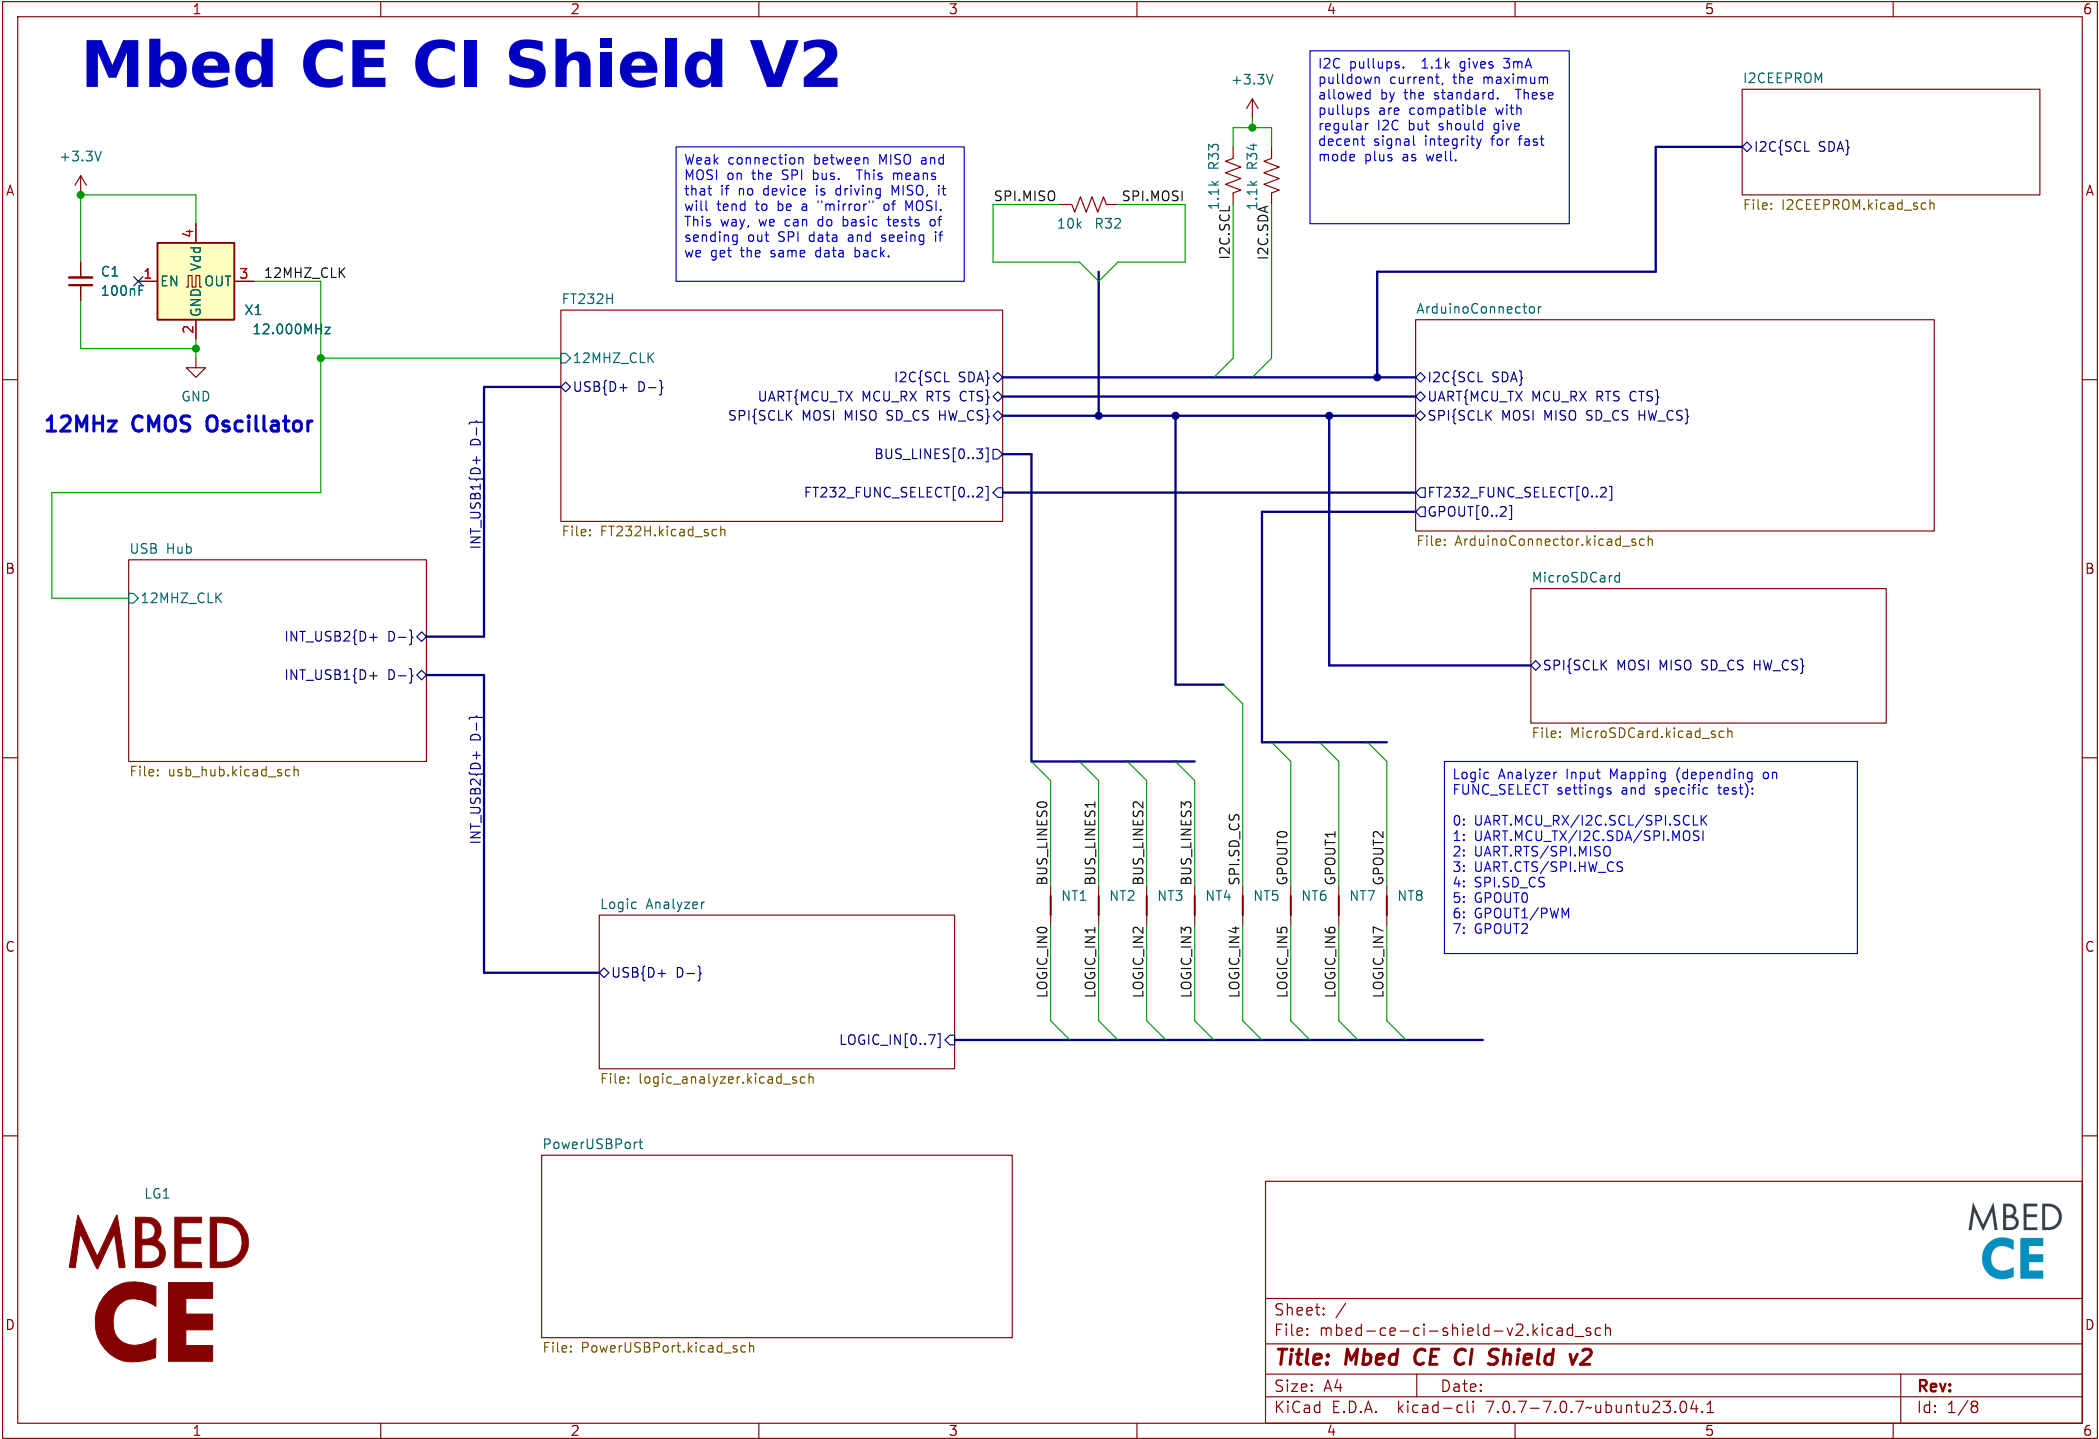 1 2 3 4 5 6
Mbed CE CI Shield V2
A
B
C
D
+3.3V
C1
100nF
1
EN
4
Vdd
OUT
3
GND
2
12MHZ_CLK
X1
12.000MHz
GND
12MHz CMOS Oscillator
Weak connection between MISO and
MOSI on the SPI bus.  This means
that if no device is driving MISO, it
will tend to be a "mirror" of MOSI.
This way, we can do basic tests of
sending out SPI data and seeing if
we get the same data back.
SPI.MISO
SPI.MOSI
10k R32
+3.3V
1.1k R33
1.1k R34
I2C.SCL
I2C.SDA
I2C pullups.  1.1k gives 3mA
pulldown current, the maximum
allowed by the standard.  These
pullups are compatible with
regular I2C but should give
decent signal integrity for fast
mode plus as well.
I2CEEPROM
I2C{SCL SDA}
File: I2CEEPROM.kicad_sch
FT232H
12MHZ_CLK
USB{D+ D-}
I2C{SCL SDA}
UART{MCU_TX MCU_RX RTS CTS}
SPI{SCLK MOSI MISO SD_CS HW_CS}
BUS_LINES[0..3]
FT232_FUNC_SELECT[0..2]
File: FT232H.kicad_sch
ArduinoConnector
I2C{SCL SDA}
UART{MCU_TX MCU_RX RTS CTS}
SPI{SCLK MOSI MISO SD_CS HW_CS}
FT232_FUNC_SELECT[0..2]
GPOUT[0..2]
File: ArduinoConnector.kicad_sch
INT_USB1{D+ D-}
USB Hub
12MHZ_CLK
INT_USB2{D+ D-}
INT_USB1{D+ D-}
File: usb_hub.kicad_sch
INT_USB2{D+ D-}
MicroSDCard
SPI{SCLK MOSI MISO SD_CS HW_CS}
File: MicroSDCard.kicad_sch
Logic Analyzer Input Mapping (depending on
FUNC_SELECT settings and specific test):
0: UART.MCU_RX/I2C.SCL/SPI.SCLK
1: UART.MCU_TX/I2C.SDA/SPI.MOSI
2: UART.RTS/SPI.MISO
3: UART.CTS/SPI.HW_CS
4: SPI.SD_CS
5: GPOUT0
6: GPOUT1/PWM
7: GPOUT2
BUS_LINES0
BUS_LINES1
BUS_LINES2
BUS_LINES3
SPI.SD_CS
GPOUT0
GPOUT1
GPOUT2
NT1 NT2 NT3 NT4 NT5 NT6 NT7 NT8
LOGIC_IN0
LOGIC_IN1
LOGIC_IN2
LOGIC_IN3
LOGIC_IN4
LOGIC_IN5
LOGIC_IN6
LOGIC_IN7
Logic Analyzer
USB{D+ D-}
LOGIC_IN[0..7]
File: logic_analyzer.kicad_sch
PowerUSBPort
File: PowerUSBPort.kicad_sch
LG1
MBED
CE
MBED
CE
Sheet: /
File: mbed-ce-ci-shield-v2.kicad_sch
Title: Mbed CE CI Shield v2
Size: A4
Date:
Rev:
KiCad E.D.A.  kicad-cli 7.0.7-7.0.7~ubuntu23.04.1
Id: 1/8
A
B
C
D
1 2 3 4 5 6